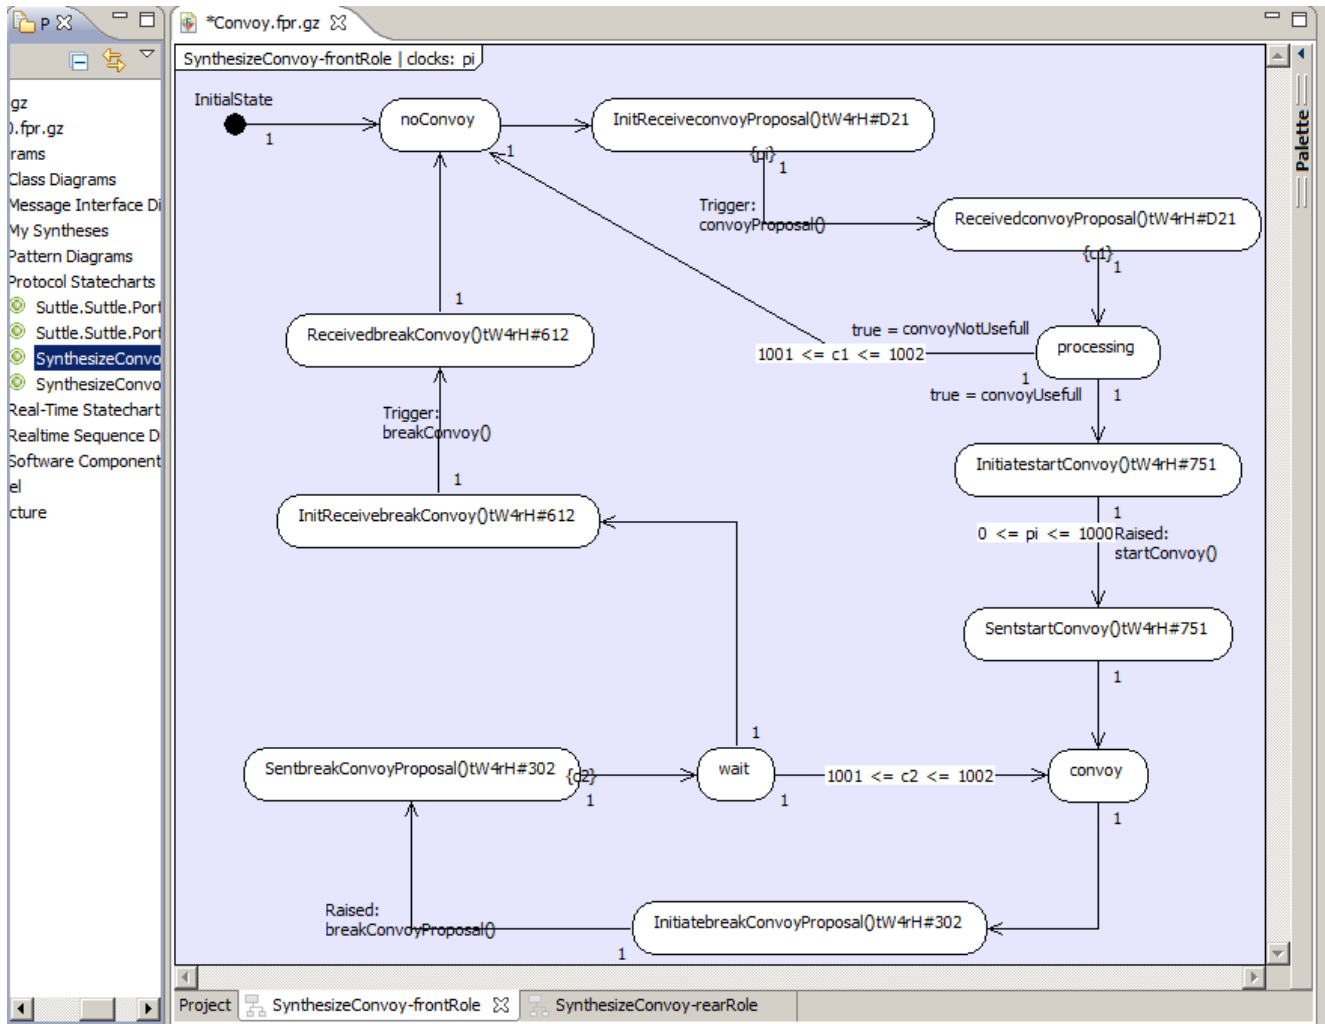 P
*Convoy.fpr.gz
SynthesizeConvoy-frontRole | clocks: pi
.gz
).fpr.gz
rams
Class Diagrams
Message Interface Di
My Syntheses
Pattern Diagrams
Protocol Statecharts
Suttle.Suttle.Port
Suttle.Suttle.Port
SynthesizeConvo
SynthesizeConvo
Real-Time Statechart
Realtime Sequence D
Software Component
el
cture
Palette
InitialState
1
noConvoy
1
InitReceiveconvoyProposal()tW4rH#D21
{pi}
1
Trigger:
convoyProposal()
ReceivedconvoyProposal()tW4rH#D21
{c1}
1
true = convoyNotUsefull
1001 <= c1 <= 1002
processing
1
true = convoyUsefull
1
1
ReceivedbreakConvoy()tW4rH#612
Trigger:
breakConvoy()
1
InitReceivebreakConvoy()tW4rH#612
InitiatestartConvoy()tW4rH#751
1
0 <= pi <= 1000
Raised:
startConvoy()
SentstartConvoy()tW4rH#751
1
SentbreakConvoyProposal()tW4rH#302
{c2}
1
wait
1
1
1001 <= c2 <= 1002
convoy
1
Raised:
breakConvoyProposal()
InitiatebreakConvoyProposal()tW4rH#302
1
Project
SynthesizeConvoy-frontRole
SynthesizeConvoy-rearRole